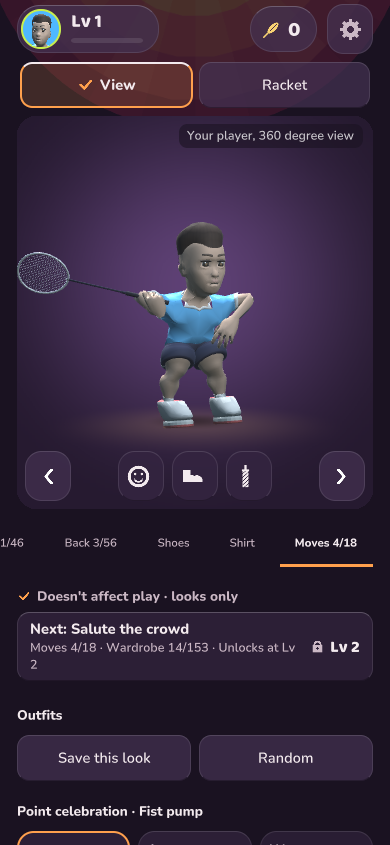 Lv 1
0
View
Racket
Your player, 360 degree view
1/46
Back 3/56
Shoes
Shirt
Moves 4/18
Doesn't affect play · looks only
Next: Salute the crowd
Moves 4/18 · Wardrobe 14/153 · Unlocks at Lv
2
Lv 2
Outfits
Save this look
Random
Point celebration · Fist pump